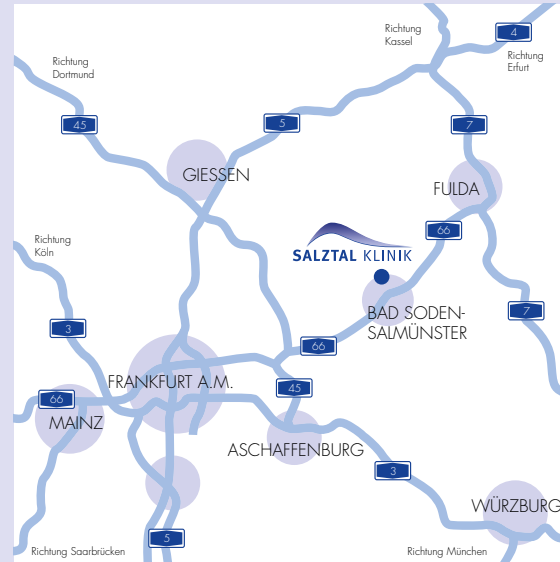 Richtung
Kassel
4
Richtung
Erfurt
Richtung
Dortmund
45
5
7
GIESSEN
FULDA
66
Richtung
Köln
SALZTAL KLINIK
3
BAD SODEN-
SALMÜNSTER
7
66
FRANKFURT A.M.
45
66
MAINZ
ASCHAFFENBURG
3
WÜRZBURG
5
Richtung Saarbrücken
Richtung München